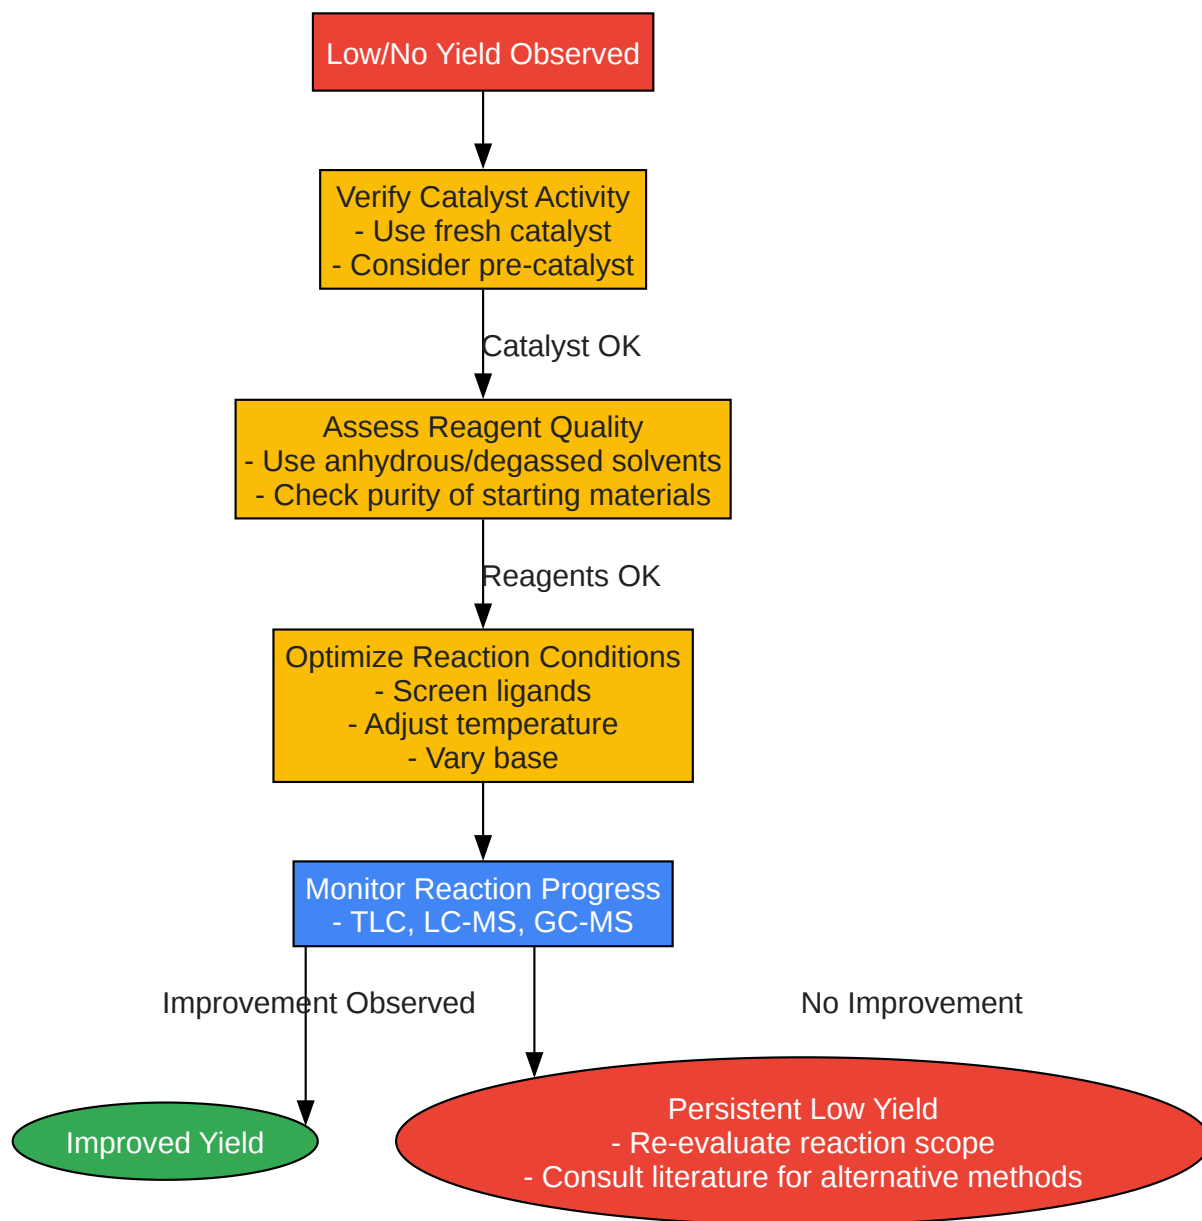 Low/No Yield Observed
Verify Catalyst Activity
- Use fresh catalyst
- Consider pre-catalyst
Catalyst OK
Assess Reagent Quality
- Use anhydrous/degassed solvents
- Check purity of starting materials
Reagents OK
Optimize Reaction Conditions
- Screen ligands
- Adjust temperature
- Vary base
Monitor Reaction Progress
- TLC, LC-MS, GC-MS
Improvement Observed
No Improvement
Improved Yield
Persistent Low Yield
- Re-evaluate reaction scope
- Consult literature for alternative methods